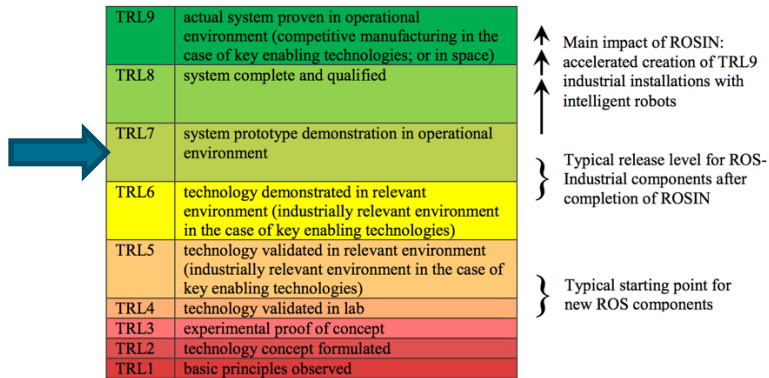 TRL9 actual system proven in operational
environment (competitive manufacturing in the
case of key enabling technologies; or in space)
TRL8 system complete and qualified
TRL7 system prototype demonstration in operational
environment
TRL6 technology demonstrated in relevant
environment (industrially relevant environment
in the case of key enabling technologies)
TRL5 technology validated in relevant environment
(industrially relevant environment in the case of
key enabling technologies)
TRL4 technology validated in lab
TRL3 experimental proof of concept
TRL2 technology concept formulated
TRL1 basic principles observed
Main impact of ROSIN:
accelerated creation of TRL9
industrial installations with
intelligent robots
Typical release level for ROS-
Industrial components after
completion of ROSIN
Typical starting point for
new ROS components